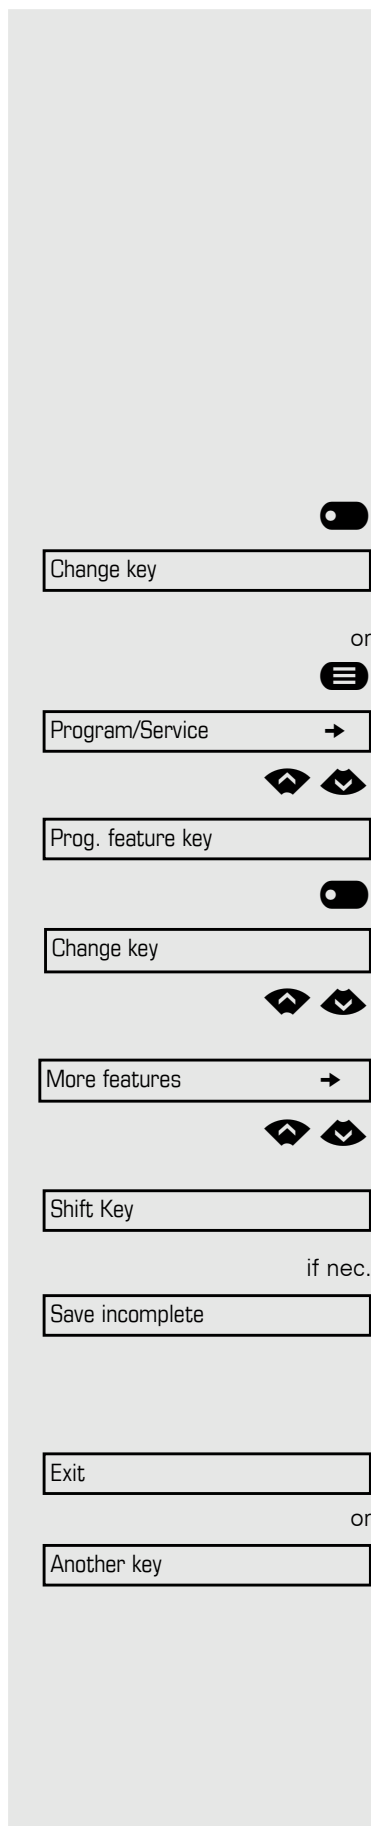 Change key
or
Program/Service
Prog. feature key
Change key
More features
Shift Key
if nec.
Save incomplete
Exit
or
Another key